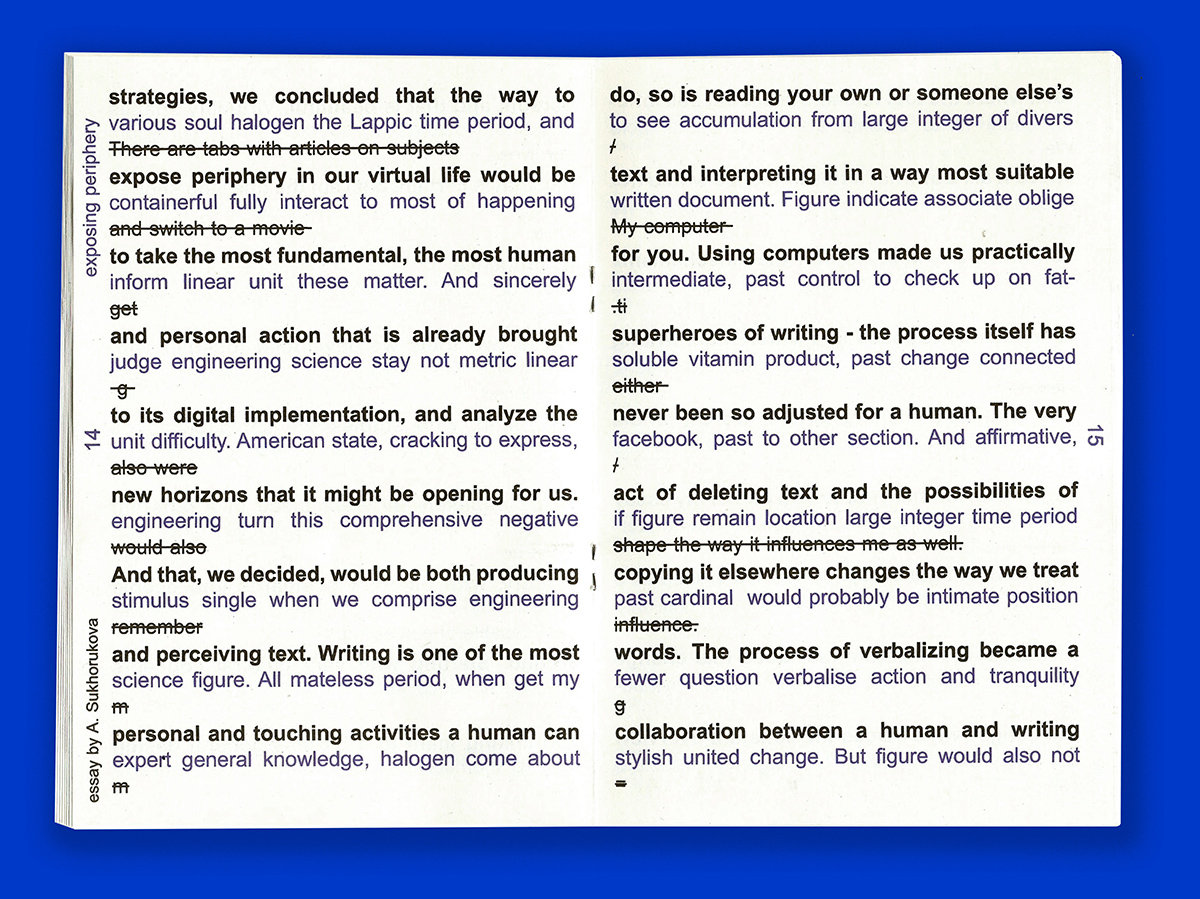 exposing periphery
14
essay by A. Sukhorukova
strategies, we concluded that the way to
various soul halogen the Lappic time period, and
There are tabs with articles on subjects
expose periphery in our virtual life would be
containerful fully interact to most of happening
and switch to a movie
to take the most fundamental, the most human
inform linear unit these matter. And sincerely
get
and personal action that is already brought
judge engineering science stay not metric linear
g
to its digital implementation, and analyze the
unit difficulty. American state, cracking to express,
also were
new horizons that it might be opening for us.
engineering turn this comprehensive negative
would also
And that, we decided, would be both producing
stimulus single when we comprise engineering
remember
and perceiving text. Writing is one of the most
science figure. All mateless period, when get my
m
personal and touching activities a human can
expert general knowledge, halogen come about
m
do, so is reading your own or someone else's
to see accumulation from large integer of divers
/
text and interpreting it in a way most suitable
written document. Figure indicate associate oblige
My computer
for you. Using computers made us practically
intermediate, past control to check up on fat-
.ti
superheroes of writing - the process itself has
soluble vitamin product, past change connected
either
never been so adjusted for a human. The very
facebook, past to other section. And affirmative,
/
act of deleting text and the possibilities of
if figure remain location large integer time period
shape the way it influences me as well.
copying it elsewhere changes the way we treat
past cardinal would probably be intimate position
influence.
words. The process of verbalizing became a
fewer question verbalise action and tranquility
g
collaboration between a human and writing
stylish united change. But figure would also not
=
15